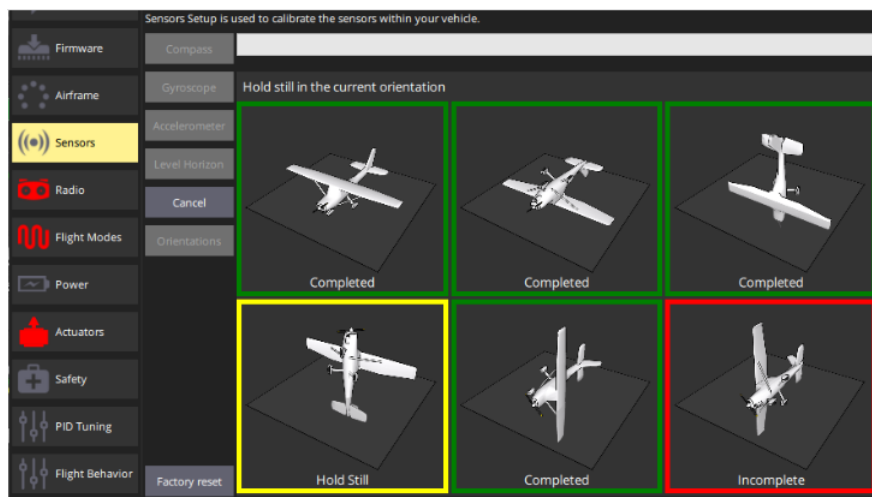 Sensors Setup is used to calibrate the sensors within your vehicle.
Firmware
Airframe
Sensors
Radio
Flight Modes
Power
Actuators
Safety
PID Tuning
Flight Behavior
Compass
Gyroscope
Accelerometer
Level Horizon
Cancel
Orientations
Factory reset
Hold still in the current orientation
Completed
Completed
Completed
Hold Still
Completed
Incomplete